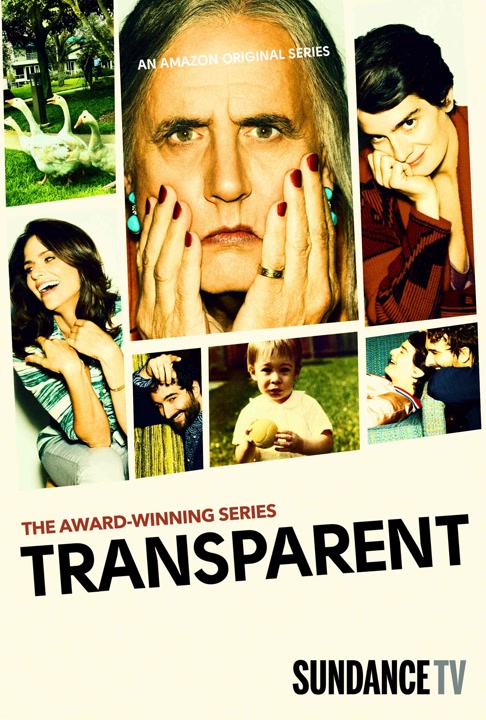 AN AMAZON ORIGINAL SERIES
THE AWARD-WINNING SERIES
TRANSPARENT
SUNDANCE TV